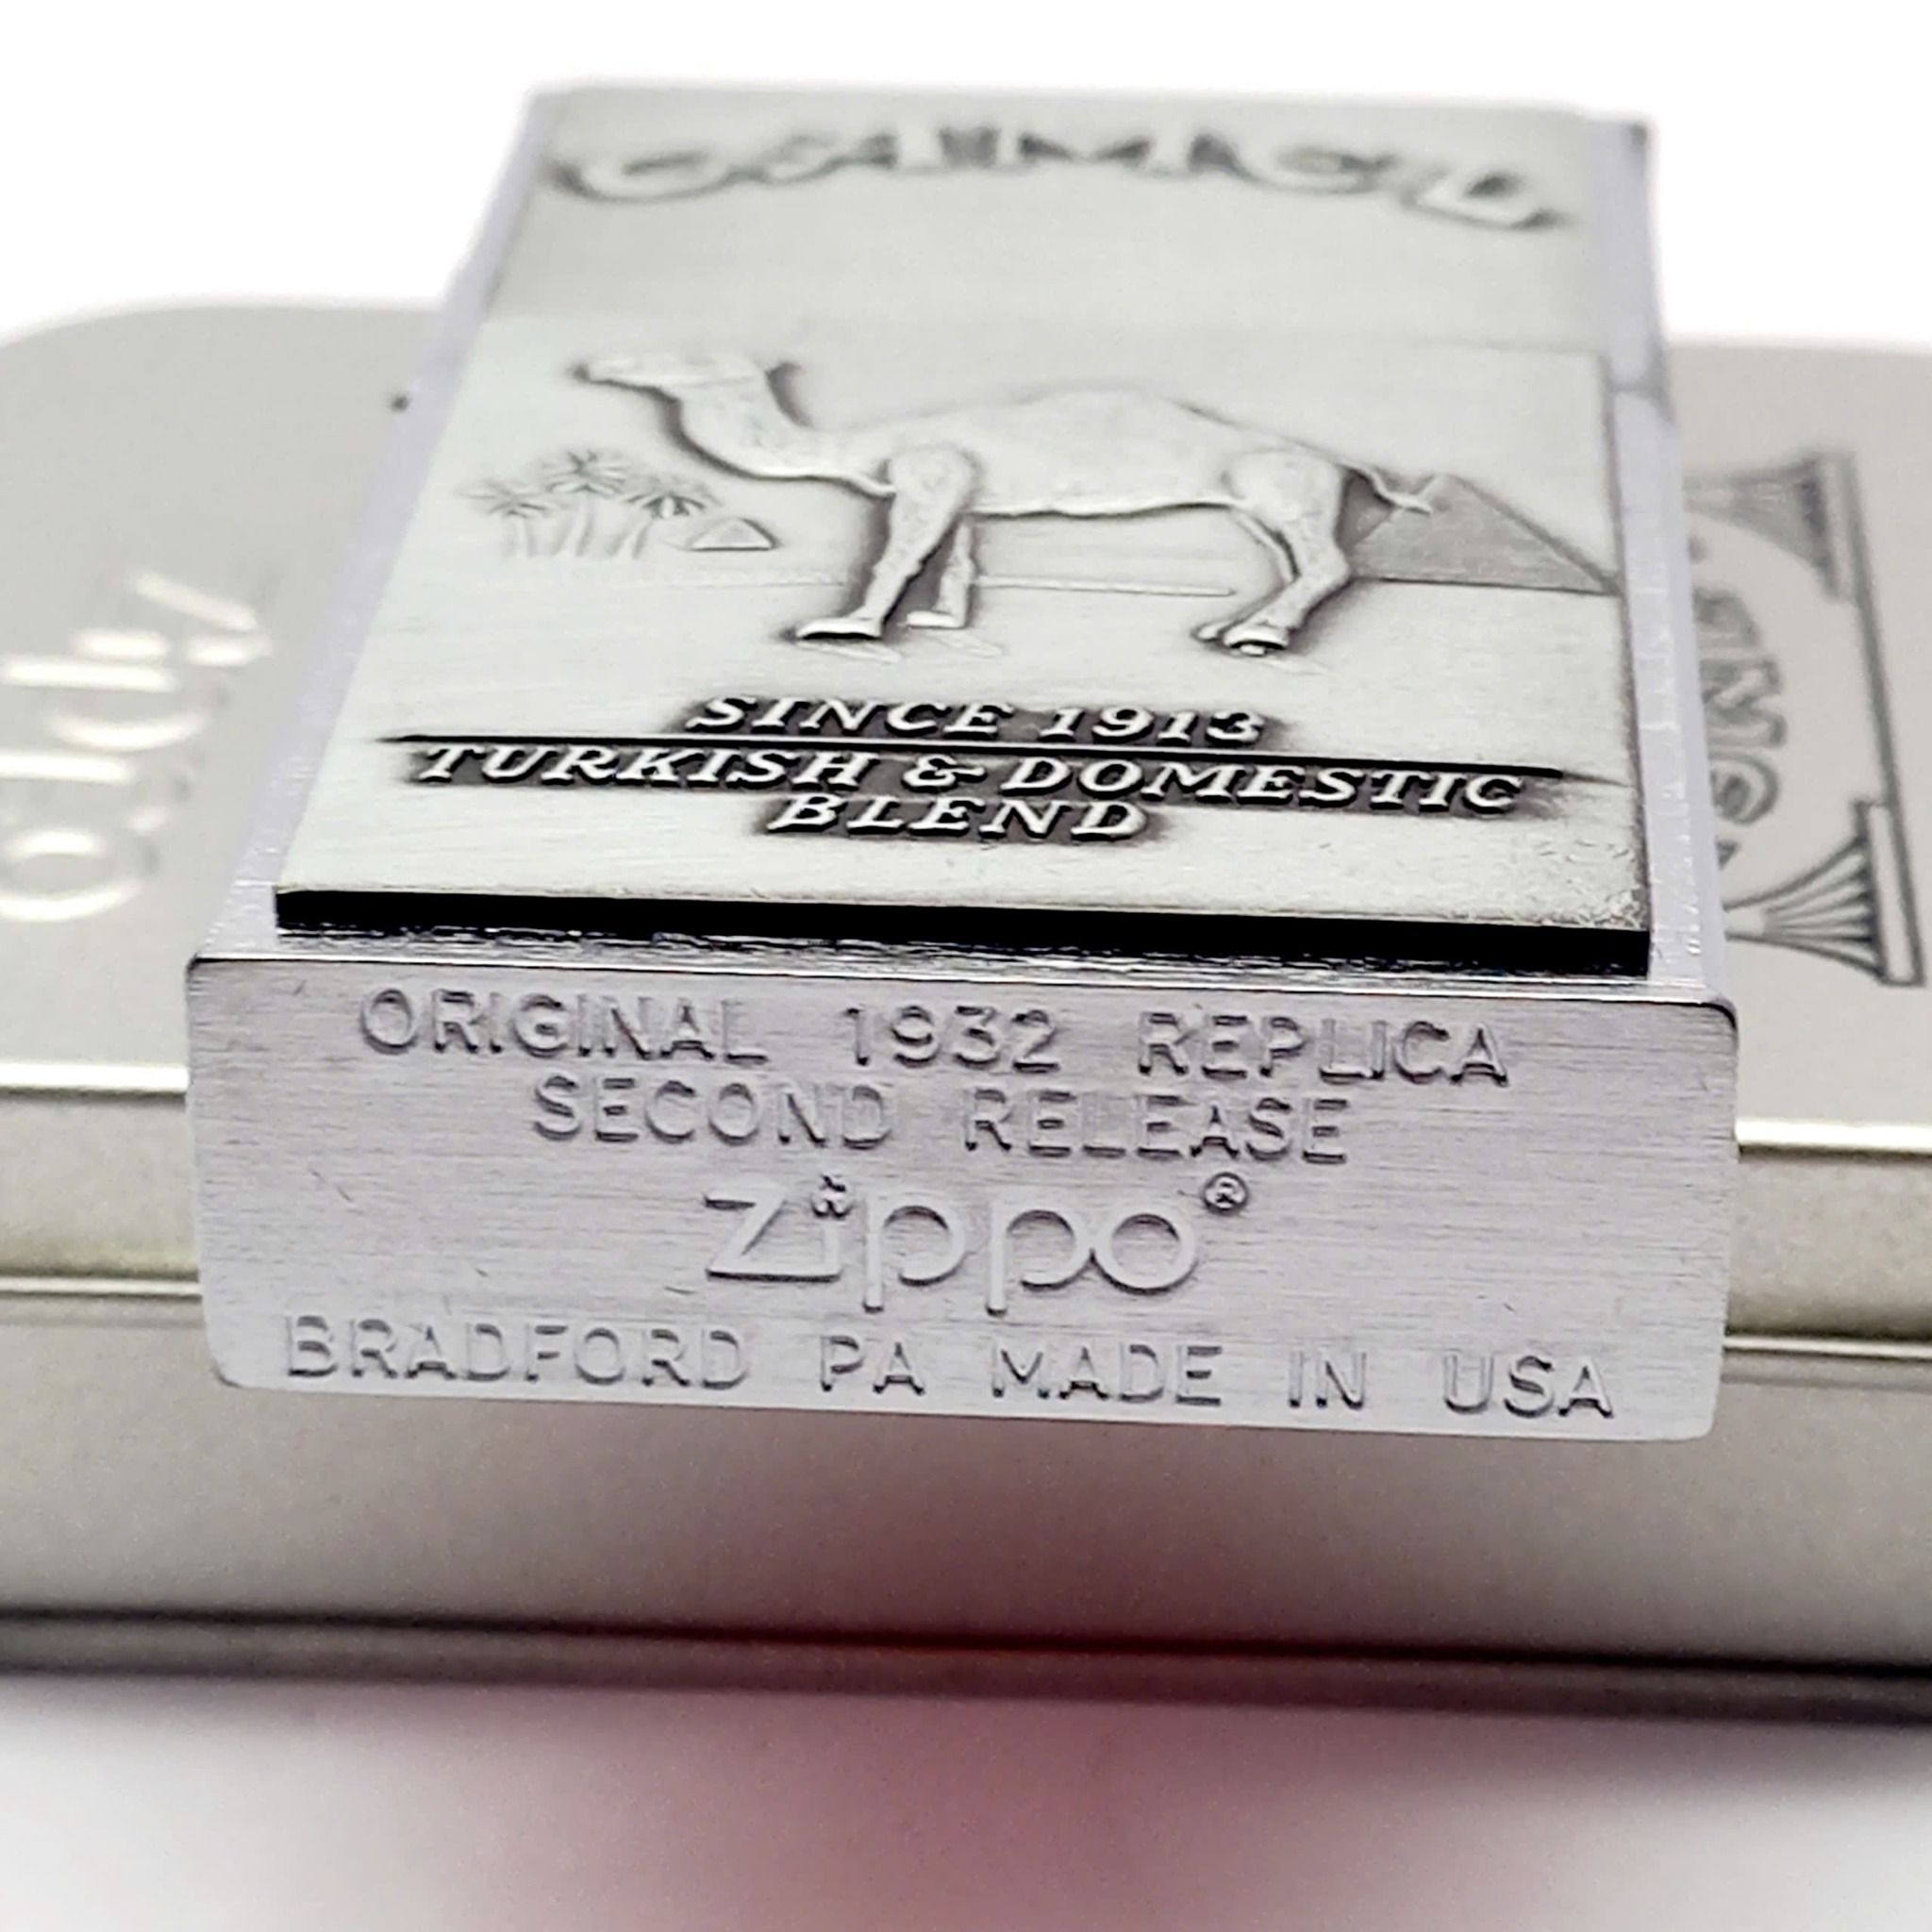 CAMEL
SINCE 1913
TURKISH & DOMESTIC
BLEND
ORIGINAL 1932 REPLICA
SECOND RELEASE
Zippo®
BRADFORD PA MADE IN USA